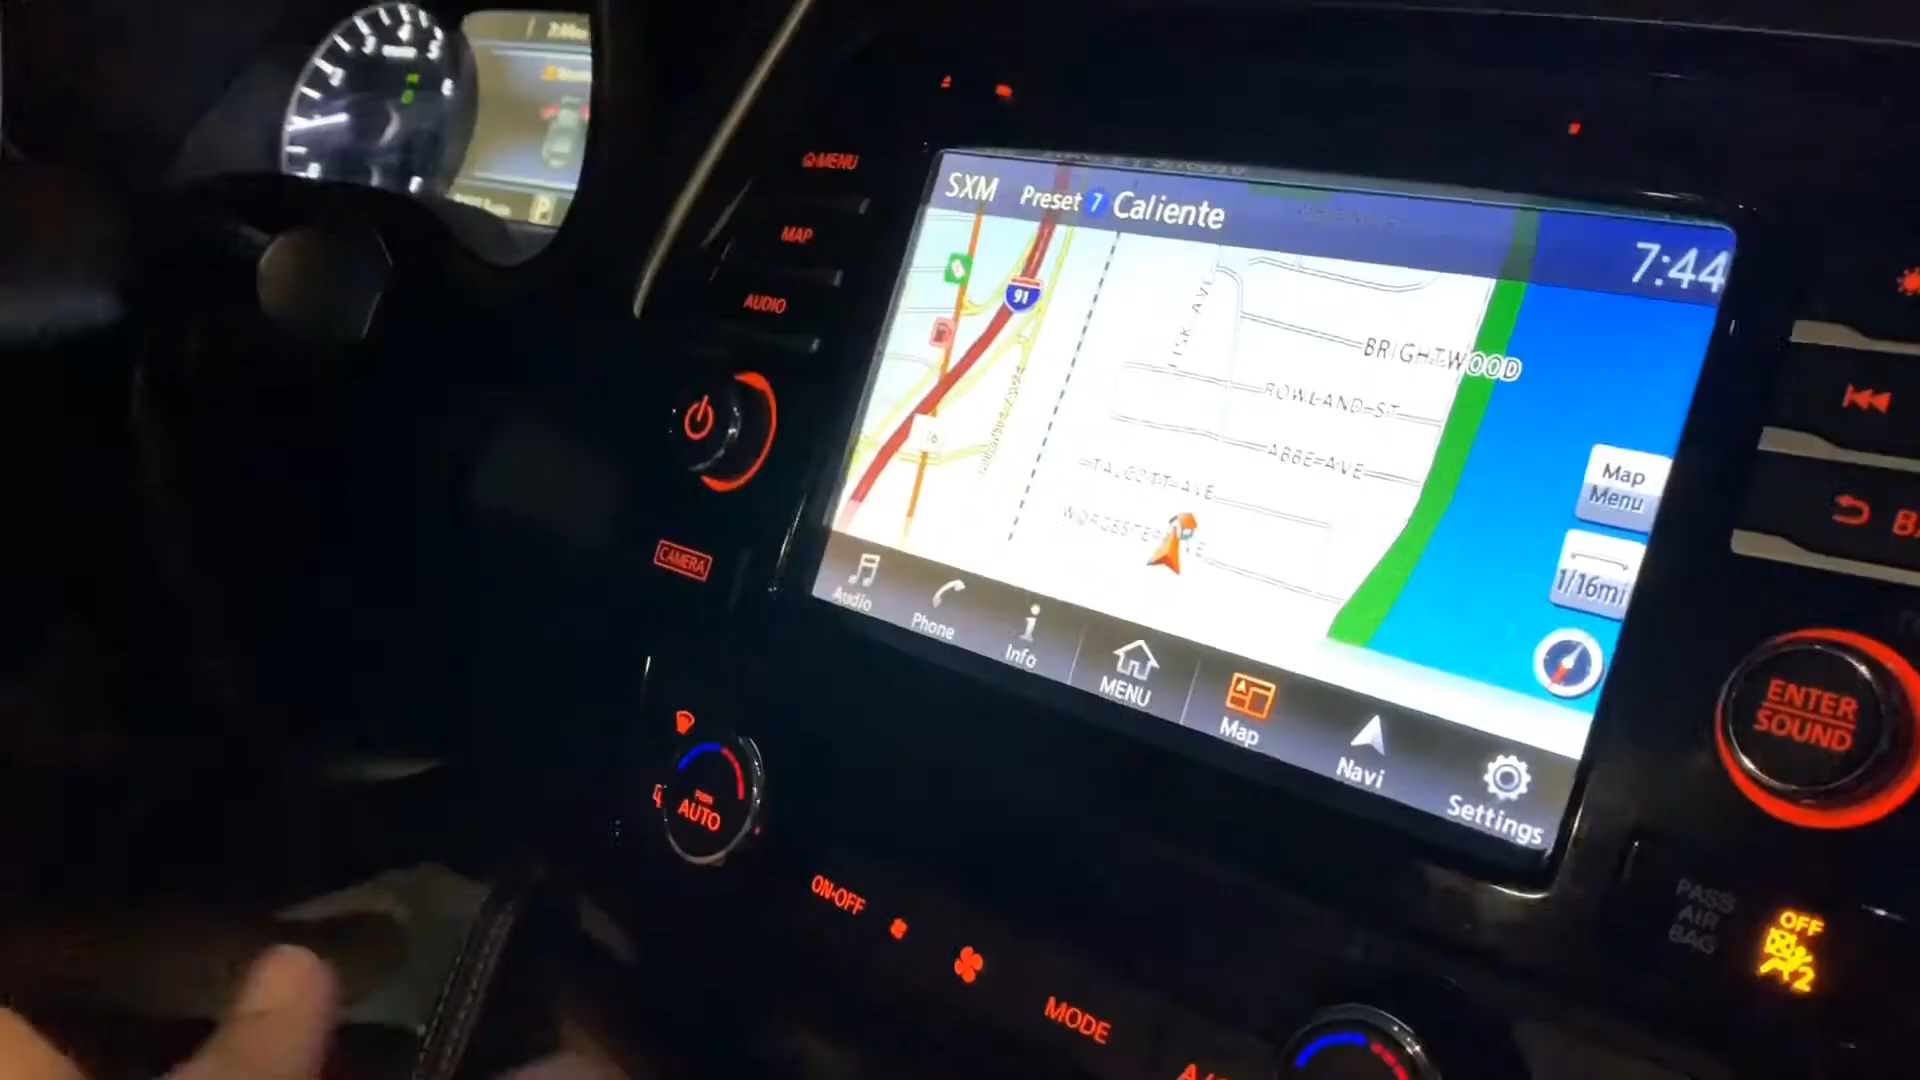 MENU
MAP
AUDIO
CAMERA
SXM Preset 7 Caliente
7:44
91
BRIGHTWOOD
ROWLAND ST
ABBE AVE
TALCOTT AVE
WORCESTER
Map
Menu
1/16mi
Audio
Phone
Info
MENU
Map
Navi
Settings
ENTER
SOUND
AUTO
ON·OFF
MODE
PASS
AIR
BAG
OFF
2
P